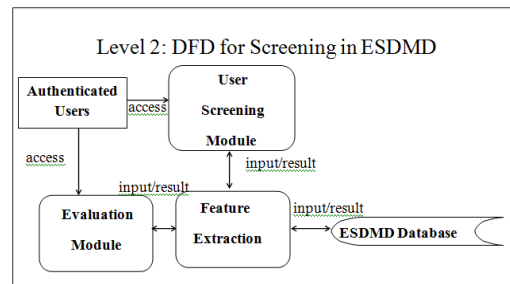 Level 2: DFD for Screening in ESDMD
Authenticated
Users
access
User
Screening
Module
access
input/result
input/result
Evaluation
Module
Feature
Extraction
input/result
ESDMD Database